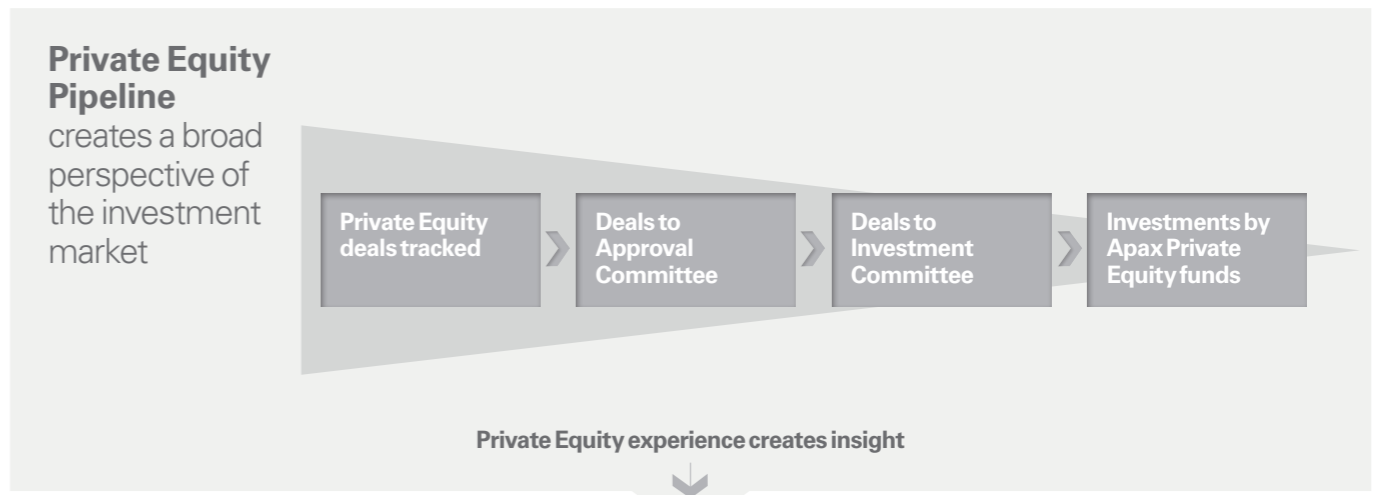 Private Equity
Pipeline
creates a broad
perspective of
the investment
market
Private Equity
deals tracked
Deals to
Approval
Committee
Deals to
Investment
Committee
Investments by
Apax Private
Equity funds
Private Equity experience creates insight